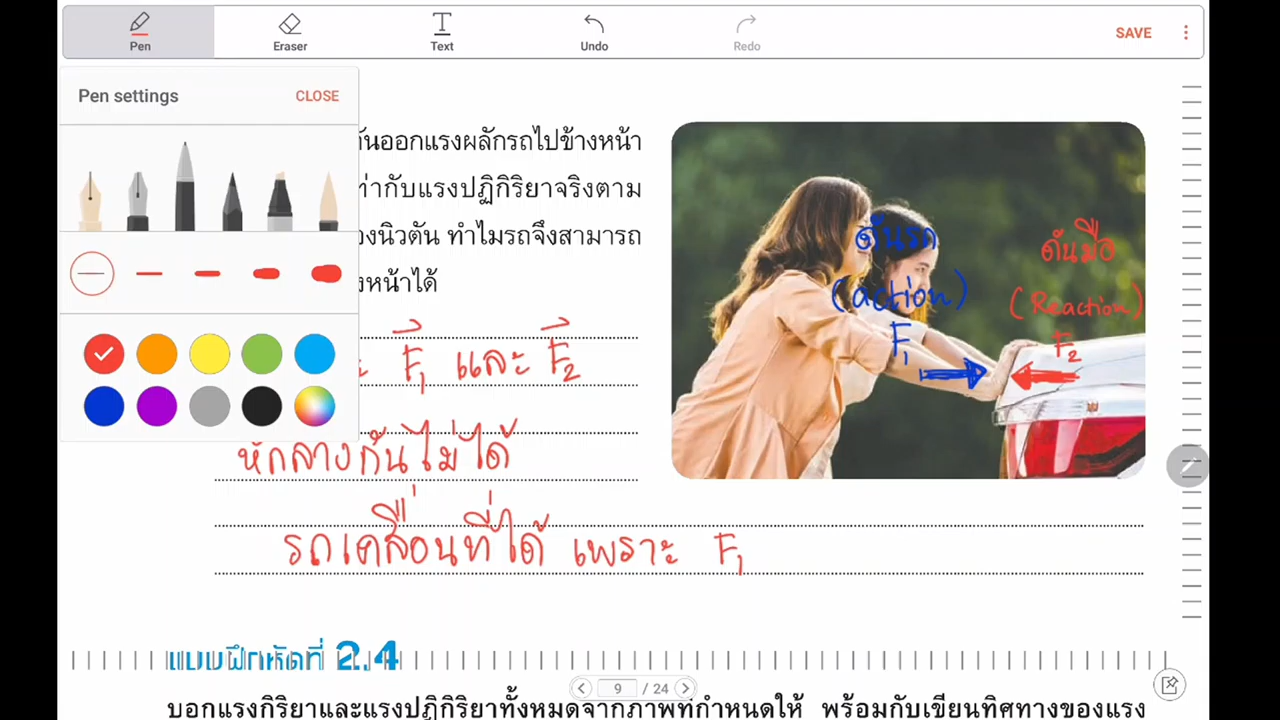 Pen
Eraser
Text
Undo
Redo
SAVE
Pen settings
CLOSE
ันออกแรงผลักรถไปข้างหน้า
ท่ากับแรงปฏิกิริยาจริงตาม
องนิวตัน ทำไมรถจึงสามารถ
งหน้าได้
ดันรถ
(action)
F1
ดันมือ
(Reaction)
F2
F1 และ F2
หักลางกันไม่ได้
รถเคลื่อนที่ได้ เพราะ F1
แบบฝึกหัดที่ 2.4
9 / 24
บอกแรงกิริยาและแรงปฏิกิริยาทั้งหมดจากภาพที่กำหนดให้ พร้อมกับเขียนทิศทางของแรง